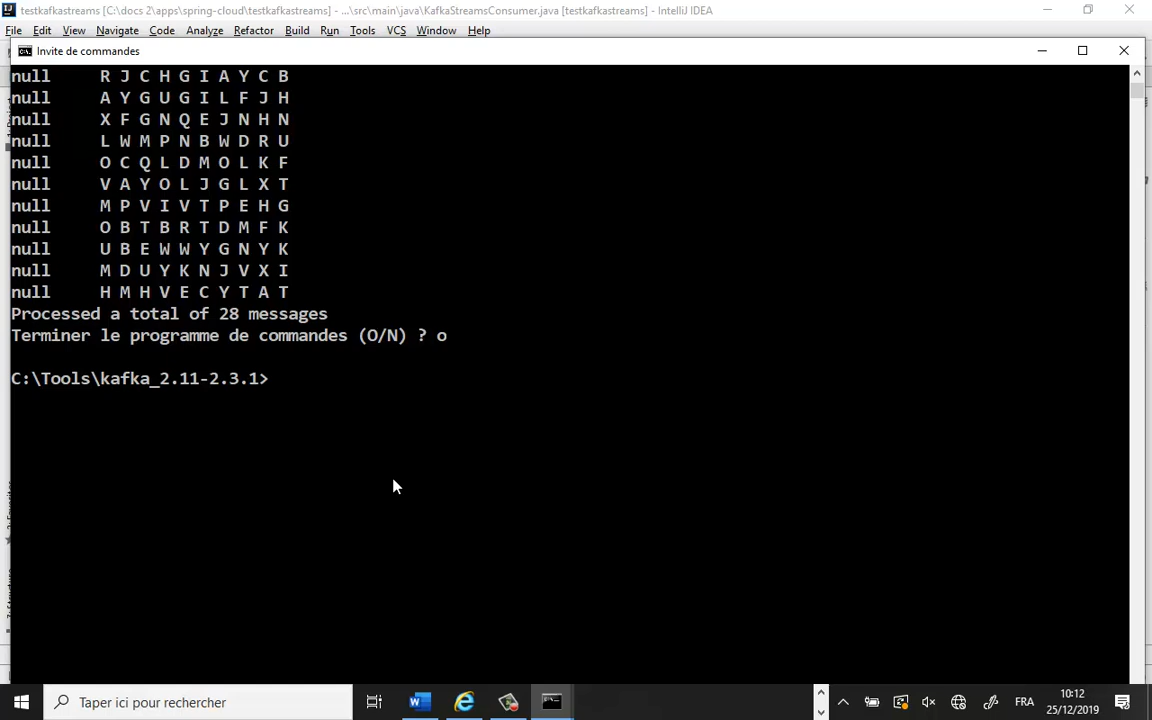 testkafkastreams [C:\docs 2\apps\spring-cloud\testkafkastreams] - ...\src\main\java\KafkaStreamsConsumer.java [testkafkastreams] - IntelliJ IDEA
File Edit View Navigate Code Analyze Refactor Build Run Tools VCS Window Help
Invite de commandes
null R J C H G I A Y C B
null A Y G U G I L F J H
null X F G N Q E J N H N
null L W M P N B W D R U
null O C Q L D M O L K F
null V A Y O L J G L X T
null M P V I V T P E H G
null O B T B R T D M F K
null U B E W W Y G N Y K
null M D U Y K N J V X I
null H M H V E C Y T A T
Processed a total of 28 messages
Terminer le programme de commandes (O/N) ? o
C:\Tools\kafka_2.11-2.3.1>
Taper ici pour rechercher
FRA
10:12
25/12/2019